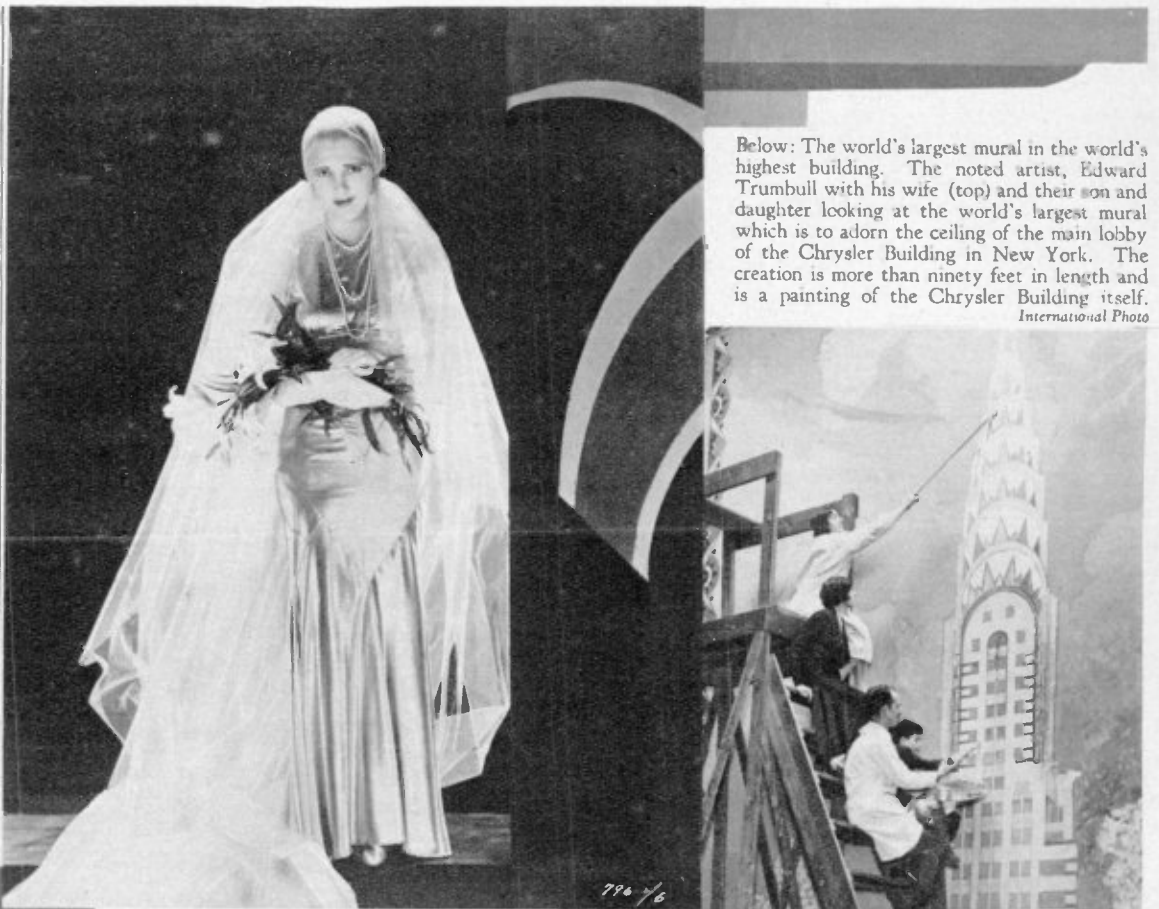 Below: The world's largest mural in the world's
highest building. The noted artist, Edward
Trumbull with his wife (top) and their son and
daughter looking at the world's largest mural
which is to adorn the ceiling of the main lobby
of the Chrysler Building in New York. The
creation is more than ninety feet in length and
is a painting of the Chrysler Building itself.
International Photo
796 1/6